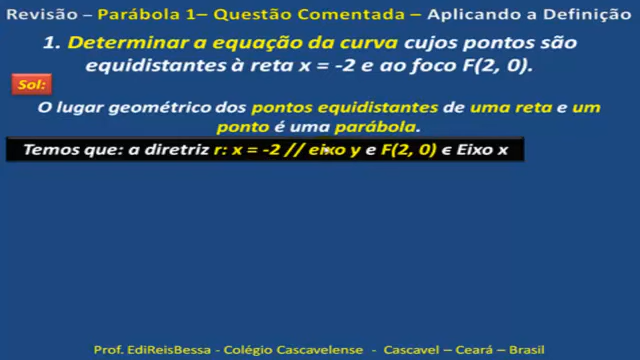 Revisão – Parábola 1– Questão Comentada – Aplicando a Definição
1. Determinar a equação da curva cujos pontos são
equidistantes à reta x = -2 e ao foco F(2, 0).
Sol:
O lugar geométrico dos pontos equidistantes de uma reta e um
ponto é uma parábola.
Temos que: a diretriz r: x = -2 // eixo y e F(2, 0) ϵ Eixo x
Prof. EdiReisBessa - Colégio Cascavelense - Cascavel – Ceará – Brasil